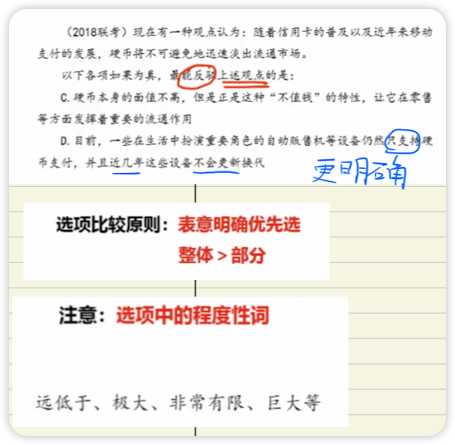 （2018联考）现在有一种观点认为：随着信用卡的普及以及近年来移动
支付的发展，硬币将不可避免地迅速淡出流通市场。
以下各项如果为真，最能反驳上述观点的是：
C. 硬币本身的面值不高，但是正是这种“不值钱”的特性，让它在零售
等方面发挥着重要的流通作用
D. 目前，一些在生活中扮演重要角色的自动贩售机等设备仍然只支持硬
币支付，并且近几年这些设备不会更新换代
更明确
选项比较原则：表意明确优先选
整体＞部分
注意：选项中的程度性词
远低于、极大、非常有限、巨大等